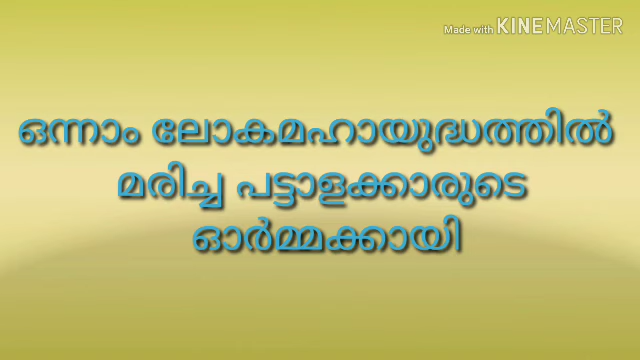 Made with KINEMASTER
ഒന്നാം ലോകമഹായുദ്ധത്തിൽ
മരിച്ച പട്ടാളക്കാരുടെ
ഓർമ്മക്കായി